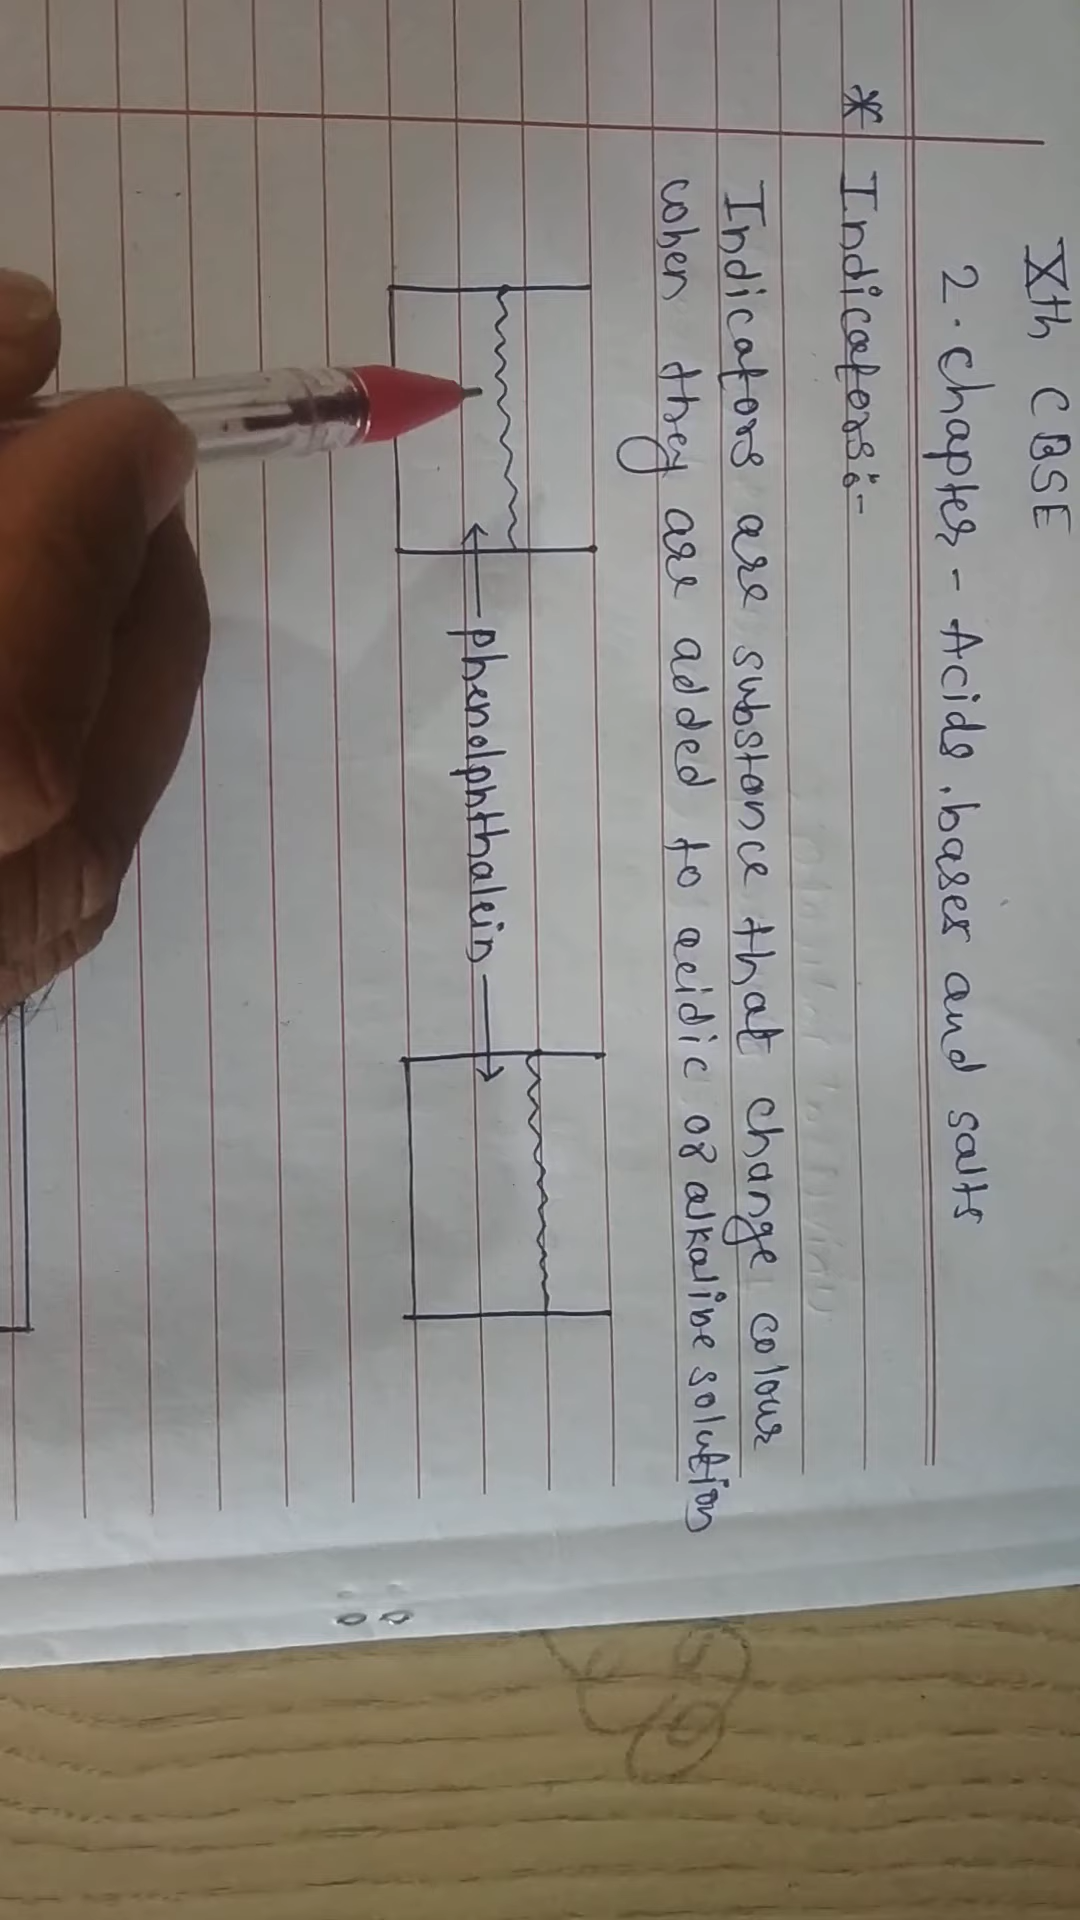 Xth CBSE
2. chapter - Acids, bases and salts
* Indicators:-
Indicators are substance that change colour
when they are added to acidic or alkaline solution
phenolphthalein